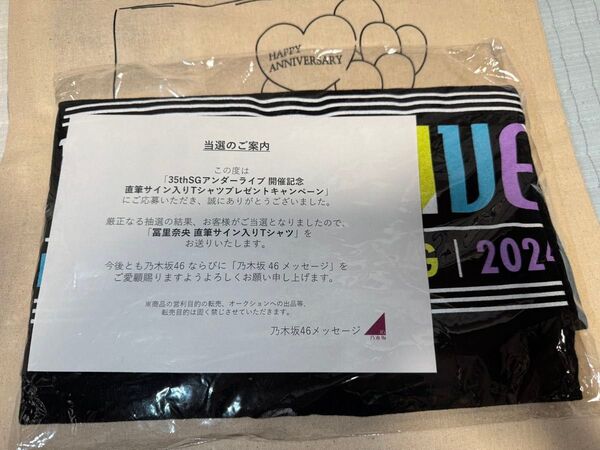 HAPPY
ANNIVERSARY
当選のご案内
この度は
「35thSGアンダーライブ 開催記念
直筆サイン入りTシャツプレゼントキャンペーン」
にご応募いただき、誠にありがとうございました。
厳正なる抽選の結果、お客様がご当選となりましたので、
「冨里奈央 直筆サイン入りTシャツ」を
お送りいたします。
今後とも乃木坂46 ならびに「乃木坂 46 メッセージ」を
ご愛顧賜りますようよろしくお願い申し上げます。
※商品の営利目的の転売、オークションへの出品等、
転売目的は固く禁じさせていただきます。
乃木坂46メッセージ
乃木坂
IVE
G | 2024